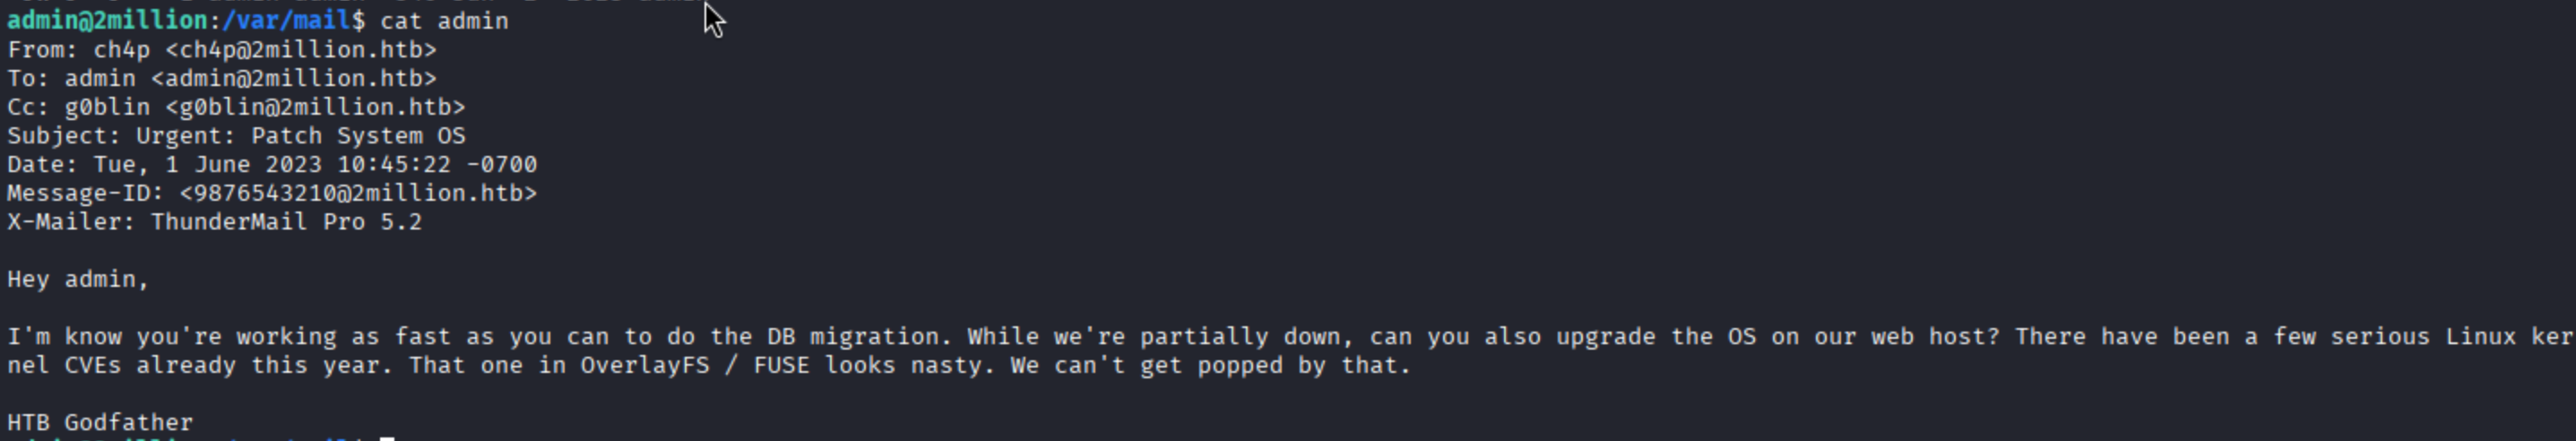 admin@2million:/var/mail$ cat admin
From: ch4p <ch4p@2million.htb>
To: admin <admin@2million.htb>
Cc: g0blin <g0blin@2million.htb>
Subject: Urgent: Patch System OS
Date: Tue, 1 June 2023 10:45:22 -0700
Message-ID: <9876543210@2million.htb>
X-Mailer: ThunderMail Pro 5.2
Hey admin,
I'm know you're working as fast as you can to do the DB migration. While we're partially down, can you also upgrade the OS on our web host? There have been a few serious Linux ker
nel CVEs already this year. That one in OverlayFS / FUSE looks nasty. We can't get popped by that.
HTB Godfather